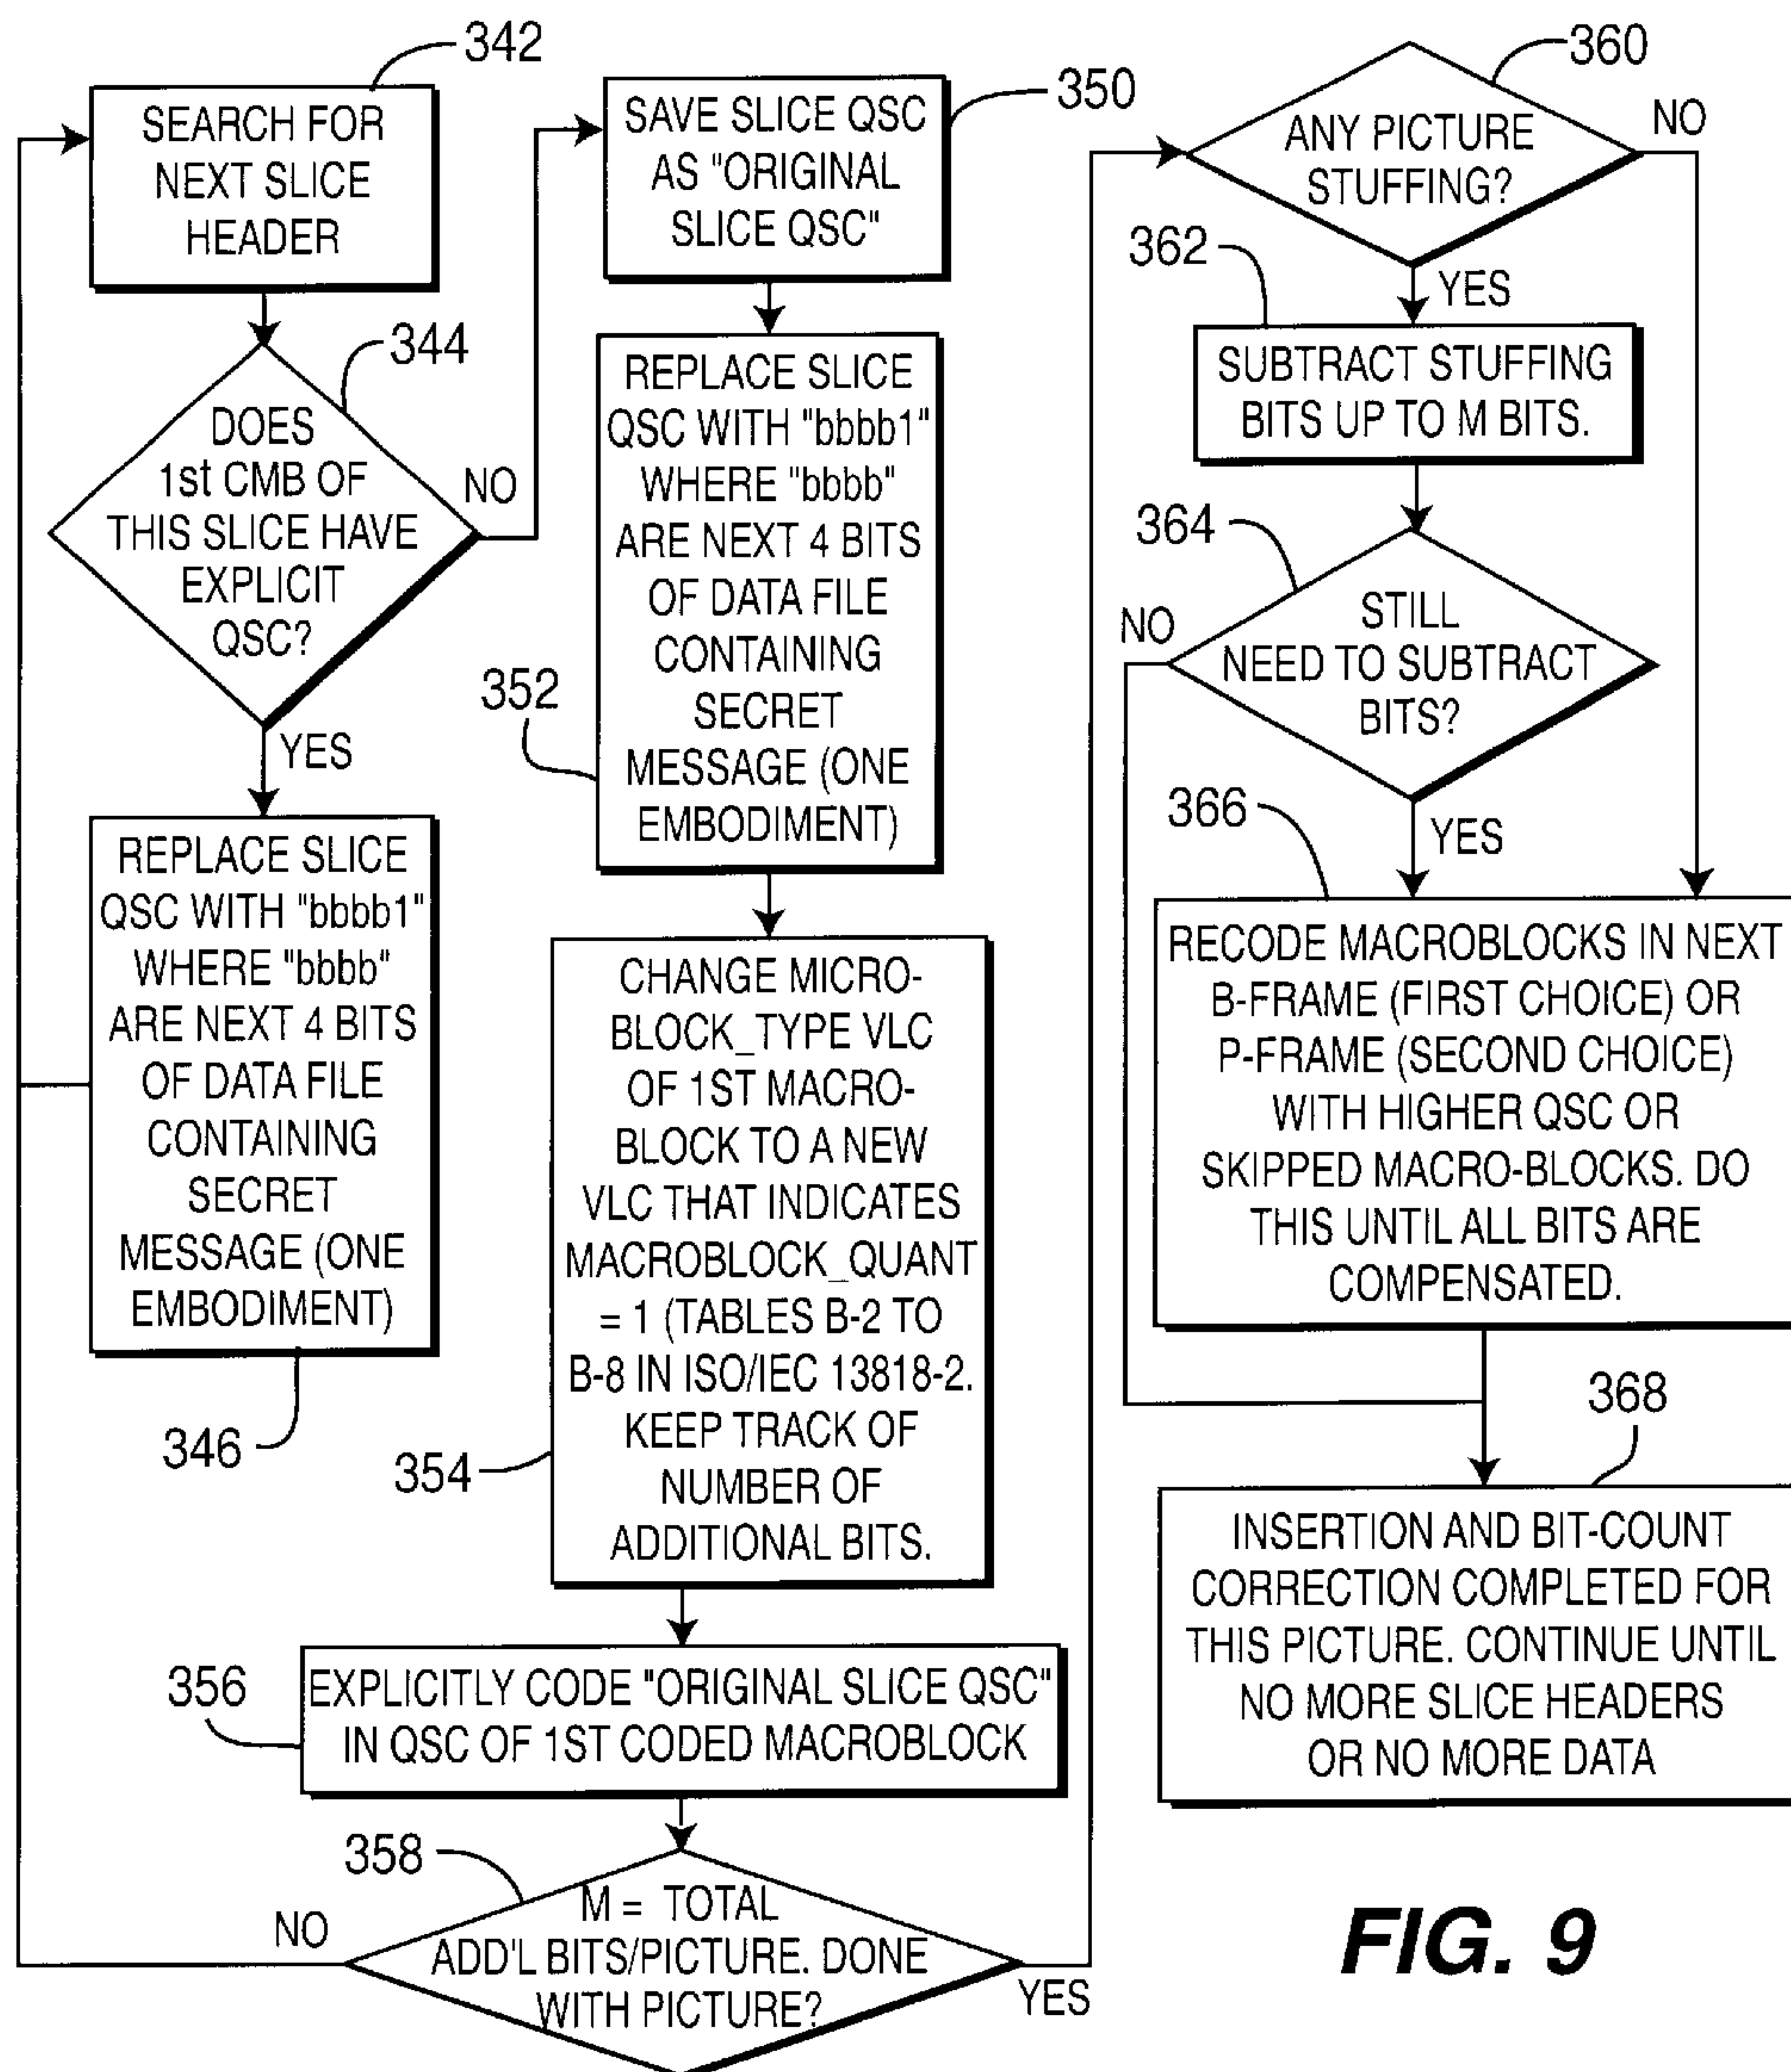 342
SEARCH FOR
NEXT SLICE
HEADER
344
DOES
1st CMB OF
THIS SLICE HAVE
EXPLICIT
QSC?
NO
YES
REPLACE SLICE
QSC WITH "bbbb1"
WHERE "bbbb"
ARE NEXT 4 BITS
OF DATA FILE
CONTAINING
SECRET
MESSAGE (ONE
EMBODIMENT)
346
350
SAVE SLICE QSC
AS "ORIGINAL
SLICE QSC"
352
REPLACE SLICE
QSC WITH "bbbb1"
WHERE "bbbb"
ARE NEXT 4 BITS
OF DATA FILE
CONTAINING
SECRET
MESSAGE (ONE
EMBODIMENT)
354
CHANGE MICRO-
BLOCK_TYPE VLC
OF 1ST MACRO-
BLOCK TO A NEW
VLC THAT INDICATES
MACROBLOCK_QUANT
= 1 (TABLES B-2 TO
B-8 IN ISO/IEC 13818-2.
KEEP TRACK OF
NUMBER OF
ADDITIONAL BITS.
356
EXPLICITLY CODE "ORIGINAL SLICE QSC"
IN QSC OF 1ST CODED MACROBLOCK
358
M = TOTAL
ADD'L BITS/PICTURE. DONE
WITH PICTURE?
NO
YES
360
ANY PICTURE
STUFFING?
NO
YES
362
SUBTRACT STUFFING
BITS UP TO M BITS.
364
STILL
NEED TO SUBTRACT
BITS?
NO
YES
366
RECODE MACROBLOCKS IN NEXT
B-FRAME (FIRST CHOICE) OR
P-FRAME (SECOND CHOICE)
WITH HIGHER QSC OR
SKIPPED MACRO-BLOCKS. DO
THIS UNTIL ALL BITS ARE
COMPENSATED.
368
INSERTION AND BIT-COUNT
CORRECTION COMPLETED FOR
THIS PICTURE. CONTINUE UNTIL
NO MORE SLICE HEADERS
OR NO MORE DATA
FIG. 9